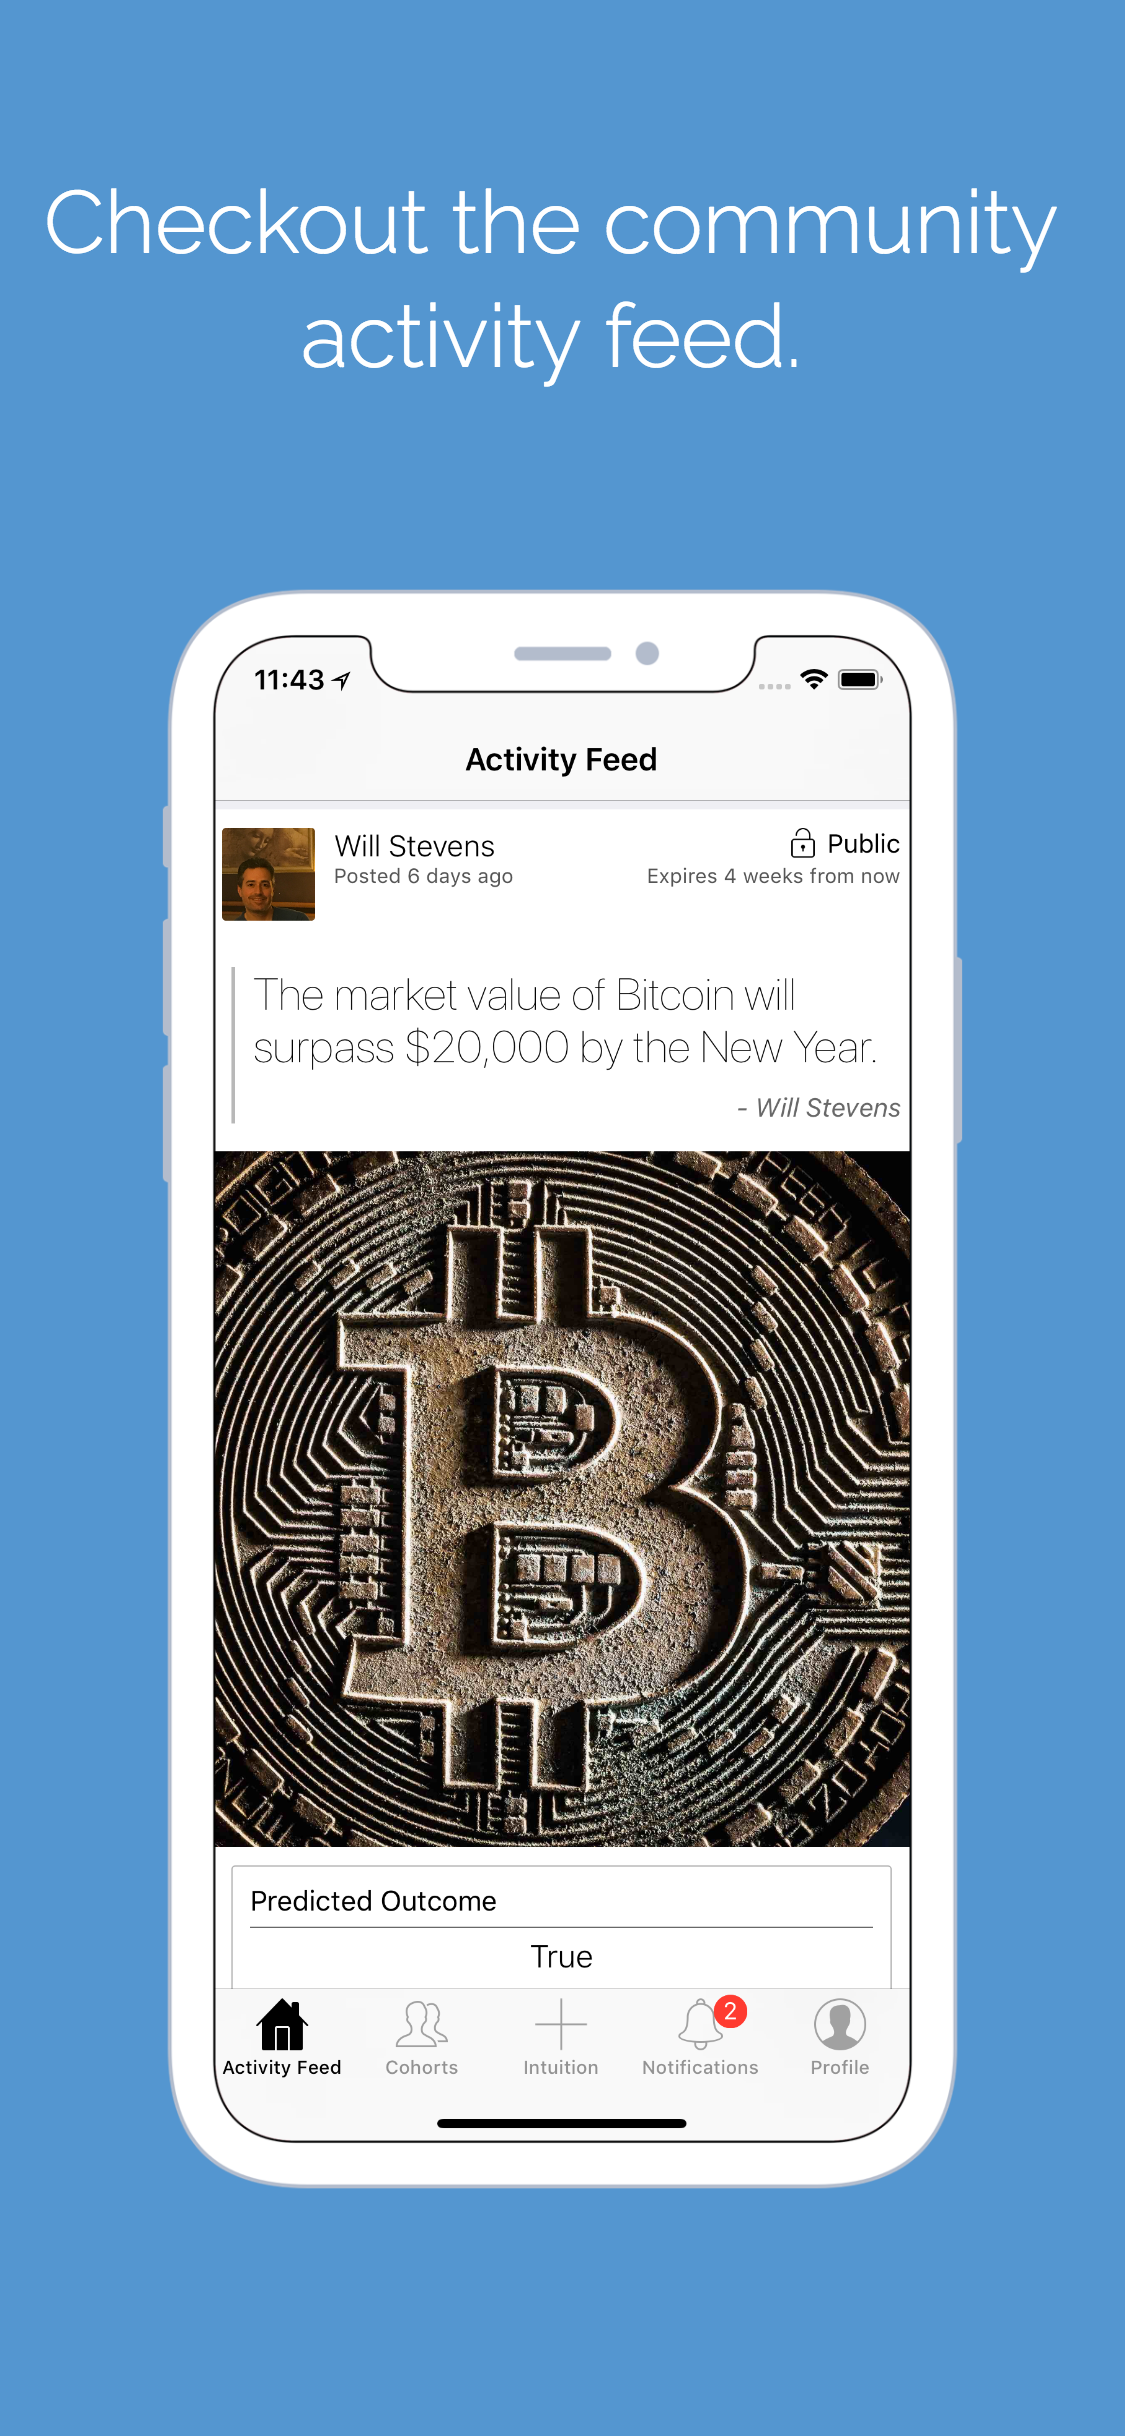 Checkout the community
activity feed.
11:43
Activity Feed
Will Stevens
Public
Posted 6 days ago
Expires 4 weeks from now
The market value of Bitcoin will
surpass $20,000 by the New Year.
- Will Stevens
Predicted Outcome
True
2
Activity Feed
Cohorts
Intuition
Notifications
Profile